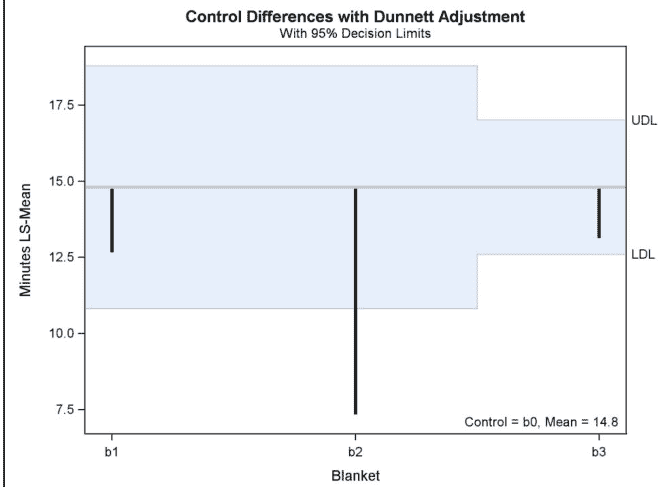 Control Differences with Dunnett Adjustment
With 95% Decision Limits
Minutes LS-Mean
17.5
15.0
12.5
10.0
7.5
UDL
LDL
Control = b0, Mean = 14.8
b1 b2 b3
Blanket